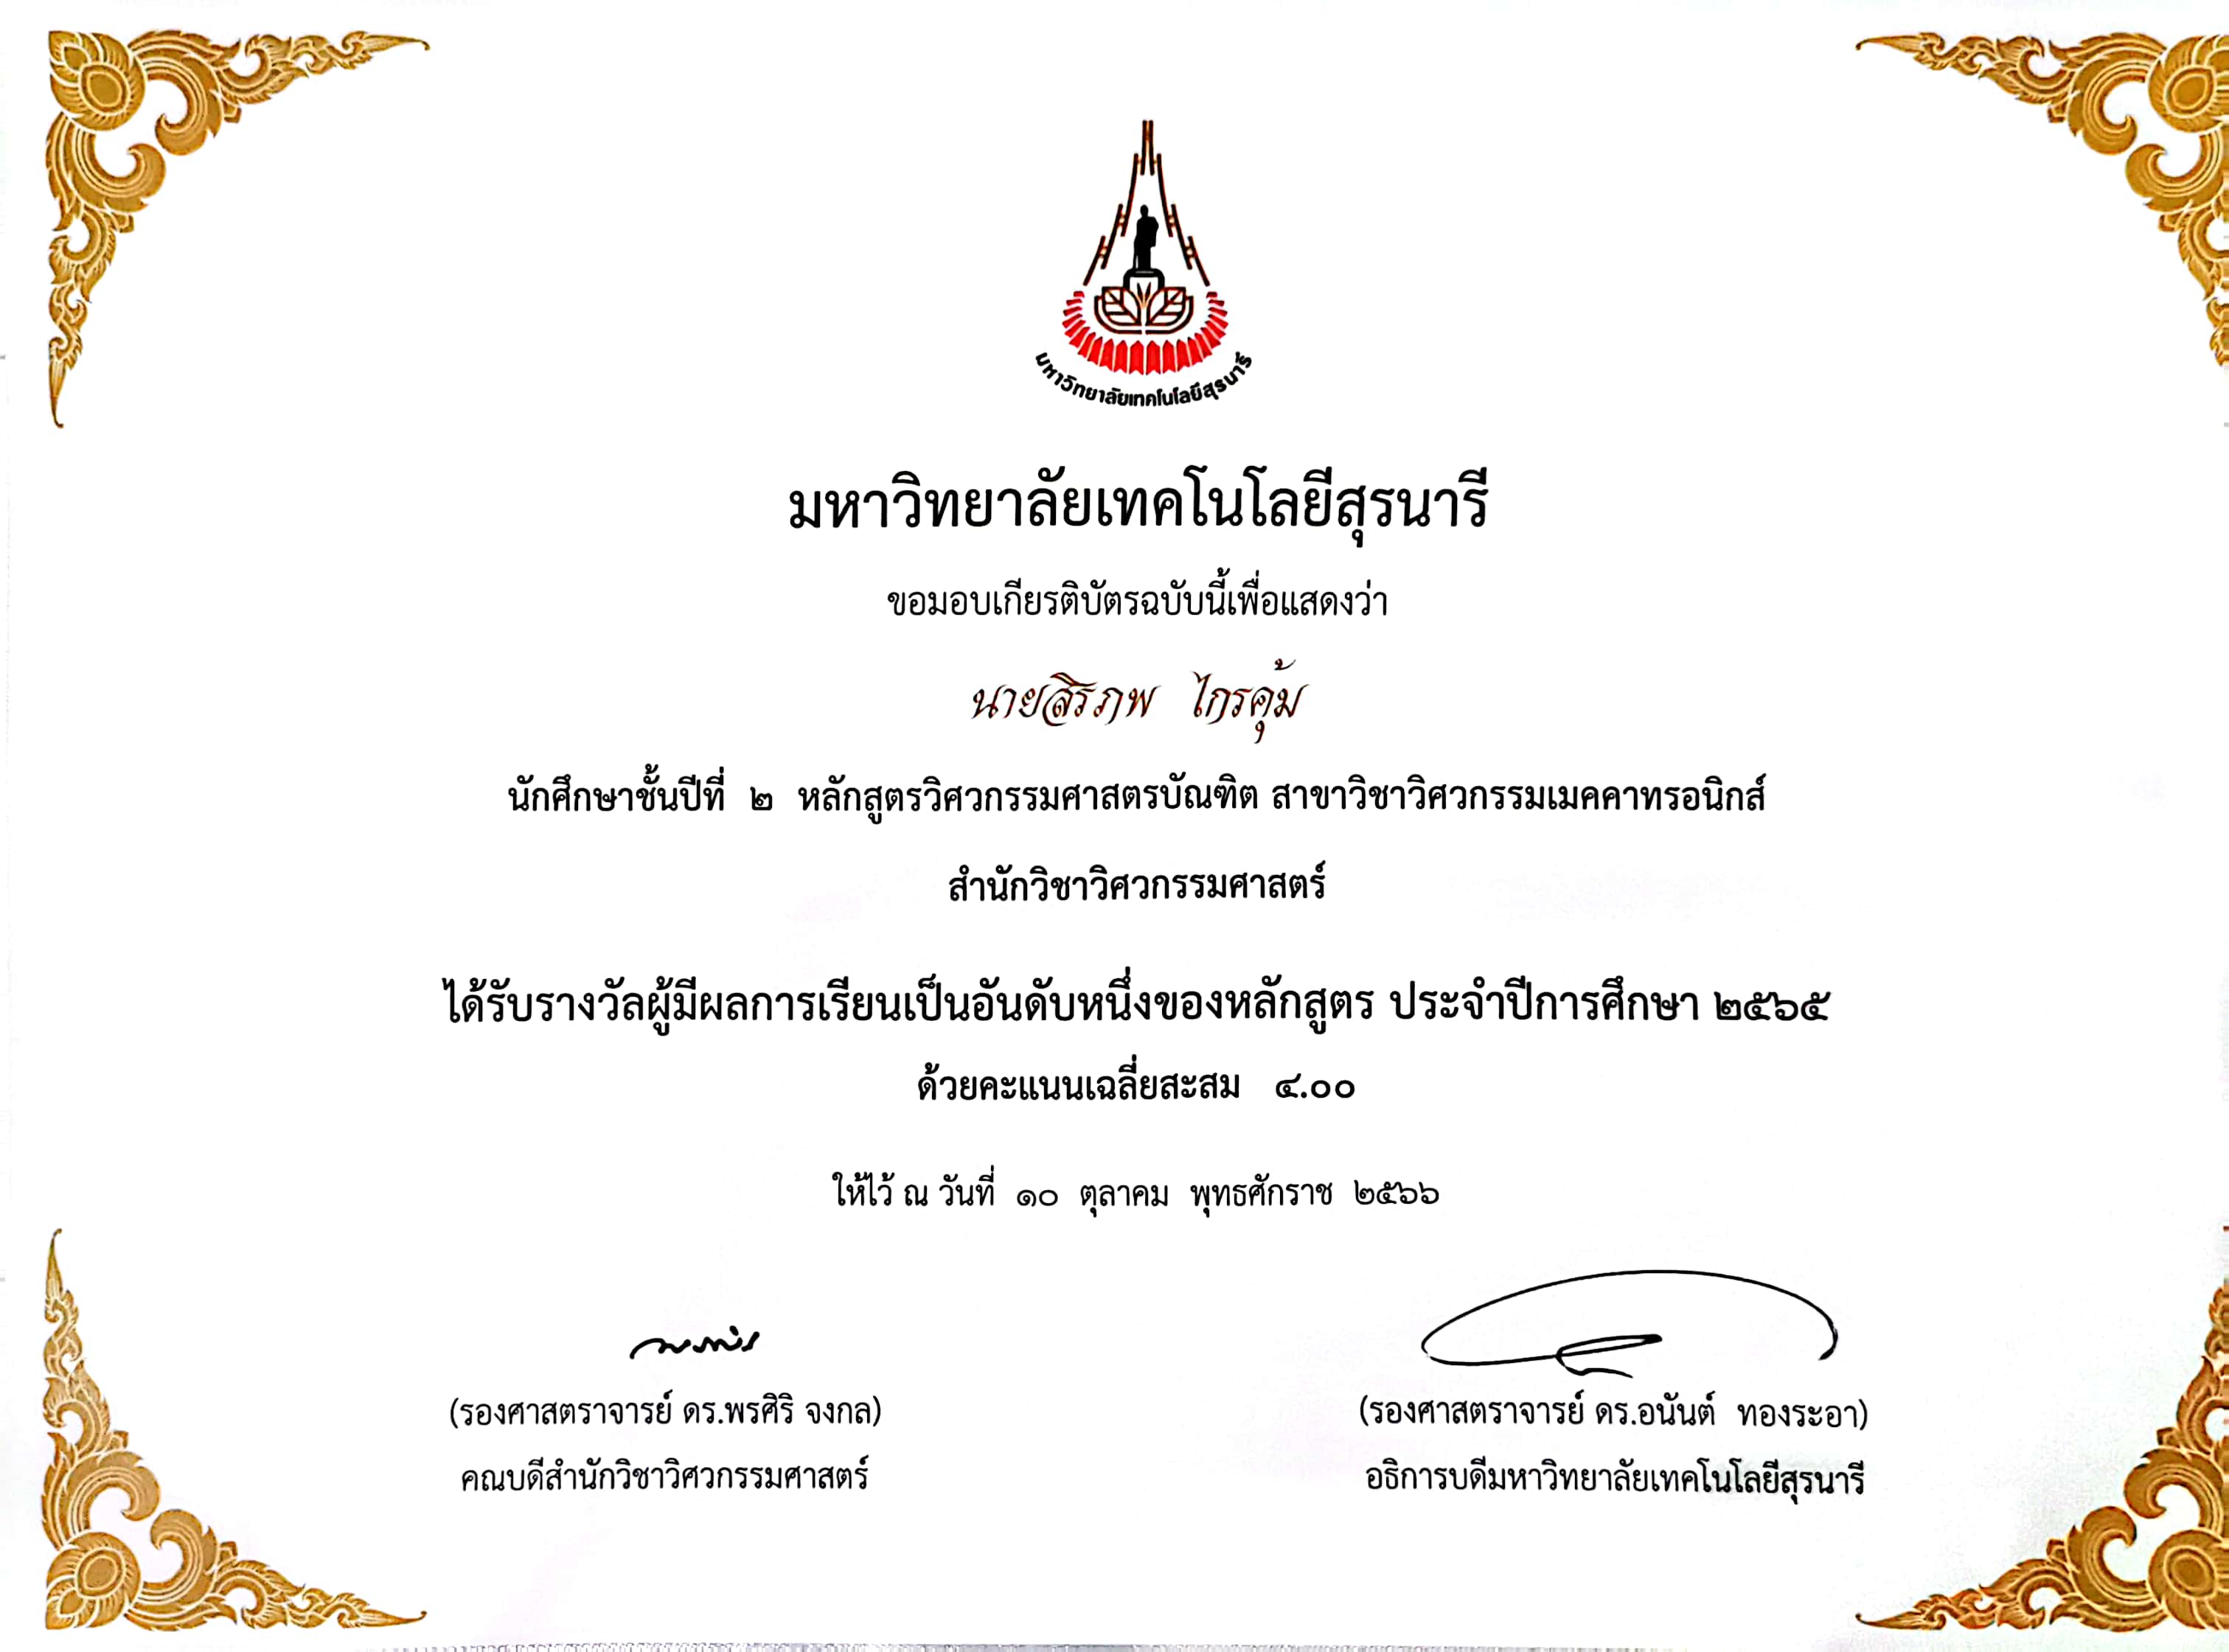 มหาวิทยาลัยเทคโนโลยีสุรนารี
มหาวิทยาลัยเทคโนโลยีสุรนารี
ขอมอบเกียรติบัตรฉบับนี้เพื่อแสดงว่า
นายสิรภพ ไกรคุ้ม
นักศึกษาชั้นปีที่ ๒ หลักสูตรวิศวกรรมศาสตรบัณฑิต สาขาวิชาวิศวกรรมเมคคาทรอนิกส์
สำนักวิชาวิศวกรรมศาสตร์
ได้รับรางวัลผู้มีผลการเรียนเป็นอันดับหนึ่งของหลักสูตร ประจำปีการศึกษา ๒๕๖๕
ด้วยคะแนนเฉลี่ยสะสม ๔.๐๐
ให้ไว้ ณ วันที่ ๑๐ ตุลาคม พุทธศักราช ๒๕๖๖
(รองศาสตราจารย์ ดร.พรศิริ จงกล)
คณบดีสำนักวิชาวิศวกรรมศาสตร์
(รองศาสตราจารย์ ดร.อนันต์ ทองระอา)
อธิการบดีมหาวิทยาลัยเทคโนโลยีสุรนารี